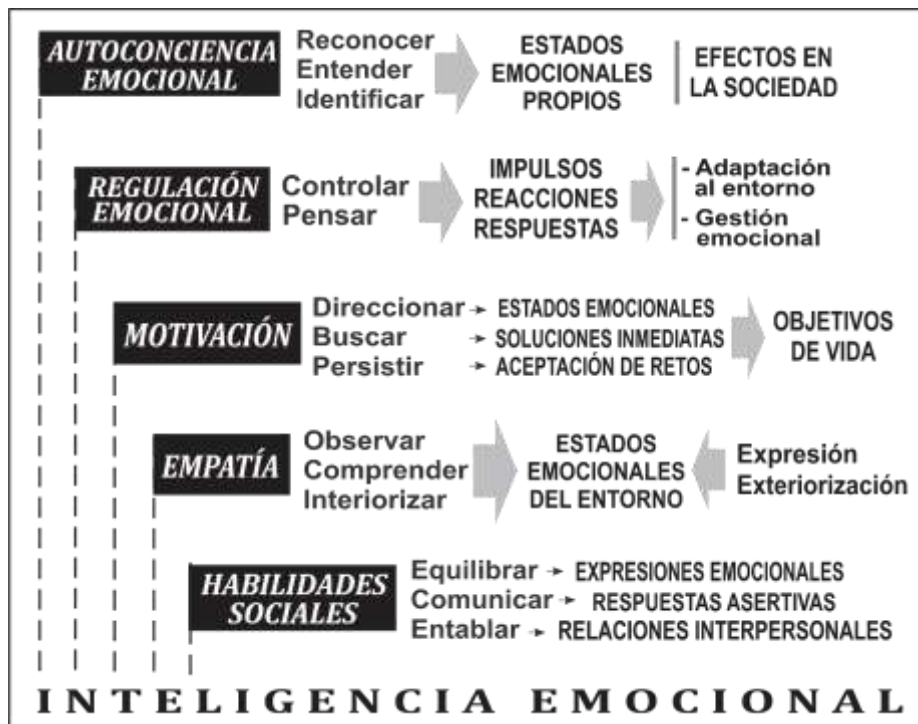 AUTOCONCIENCIA
EMOCIONAL
Reconocer
Entender
Identificar
ESTADOS
EMOCIONALES
PROPIOS
EFECTOS EN
LA SOCIEDAD
REGULACIÓN
EMOCIONAL
Controlar
Pensar
IMPULSOS
REACCIONES
RESPUESTAS
- Adaptación
al entorno
- Gestión
emocional
MOTIVACIÓN
Direccionar → ESTADOS EMOCIONALES
Buscar → SOLUCIONES INMEDIATAS
Persistir → ACEPTACIÓN DE RETOS
OBJETIVOS
DE VIDA
EMPATÍA
Observar
Comprender
Interiorizar
ESTADOS
EMOCIONALES
DEL ENTORNO
Expresión
Exteriorización
HABILIDADES
SOCIALES
Equilibrar → EXPRESIONES EMOCIONALES
Comunicar → RESPUESTAS ASERTIVAS
Entablar → RELACIONES INTERPERSONALES
INTELIGENCIA EMOCIONAL